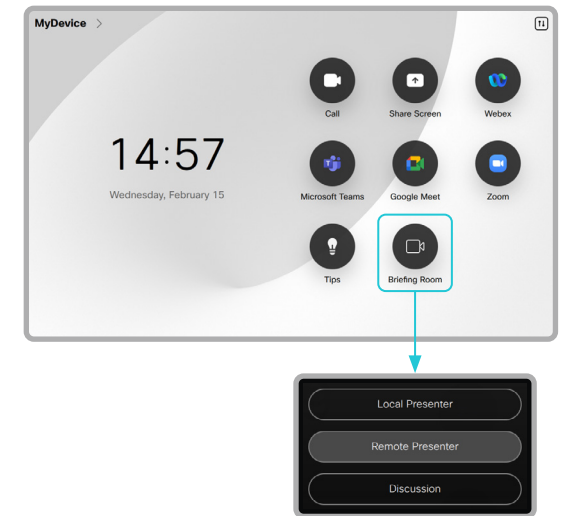 MyDevice
Call
Share Screen
Webex
14:57
Wednesday, February 15
Microsoft Teams
Google Meet
Zoom
Tips
Briefing Room
Local Presenter
Remote Presenter
Discussion